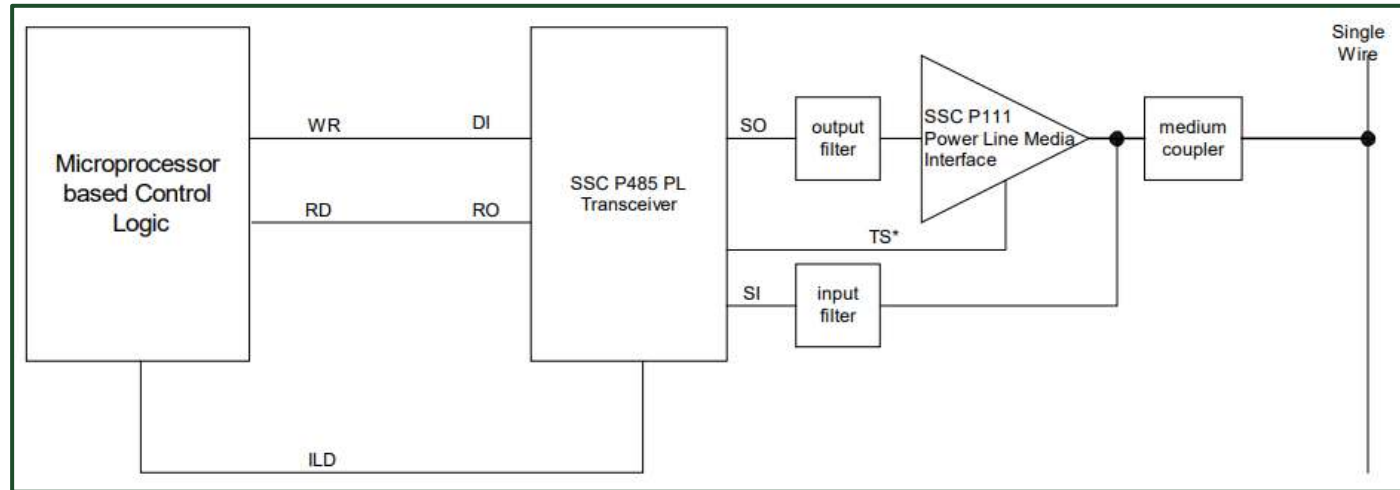 Single
Wire
WR
DI
SO
output
filter
SSC P111
Power Line Media
Interface
medium
coupler
Microprocessor
based Control
Logic
SSC P485 PL
Transceiver
RD
RO
TS*
SI
input
filter
ILD